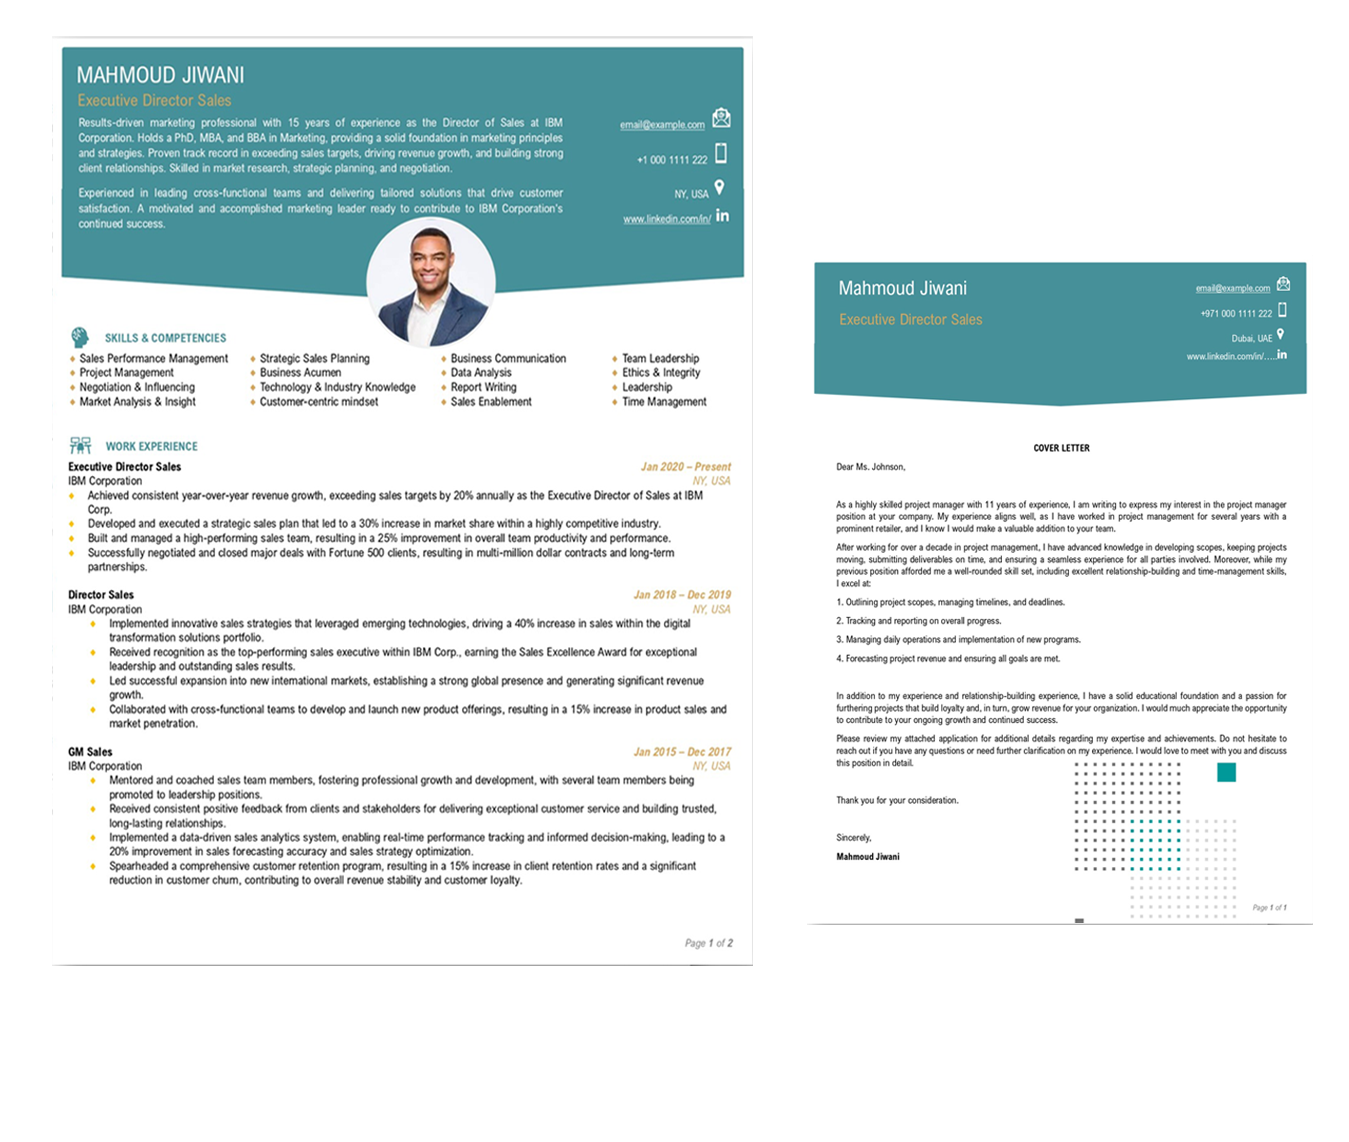 MAHMOUD JIWANI
Executive Director Sales
Results-driven marketing professional with 15 years of experience as the Director of Sales at IBM
Corporation. Holds a PhD, MBA, and BBA in Marketing, providing a solid foundation in marketing principles
and strategies. Proven track record in exceeding sales targets, driving revenue growth, and building strong
client relationships. Skilled in market research, strategic planning, and negotiation.
Experienced in leading cross-functional teams and delivering tailored solutions that drive customer
satisfaction. A motivated and accomplished marketing leader ready to contribute to IBM Corporation's
continued success.
email@example.com
+1 000 1111 222
NY, USA
www.linkedin.com/in/
in
SKILLS & COMPETENCIES
♦ Sales Performance Management
♦ Project Management
♦ Negotiation & Influencing
♦ Market Analysis & Insight
♦ Strategic Sales Planning
♦ Business Acumen
♦ Technology & Industry Knowledge
♦ Customer-centric mindset
♦ Business Communication
♦ Data Analysis
♦ Report Writing
♦ Sales Enablement
♦ Team Leadership
♦ Ethics & Integrity
♦ Leadership
♦ Time Management
WORK EXPERIENCE
Executive Director Sales Jan 2020 – Present
IBM Corporation NY, USA
♦ Achieved consistent year-over-year revenue growth, exceeding sales targets by 20% annually as the Executive Director of Sales at IBM
Corp.
♦ Developed and executed a strategic sales plan that led to a 30% increase in market share within a highly competitive industry.
♦ Built and managed a high-performing sales team, resulting in a 25% improvement in overall team productivity and performance.
♦ Successfully negotiated and closed major deals with Fortune 500 clients, resulting in multi-million dollar contracts and long-term
partnerships.
Director Sales Jan 2018 – Dec 2019
IBM Corporation NY, USA
♦ Implemented innovative sales strategies that leveraged emerging technologies, driving a 40% increase in sales within the digital
transformation solutions portfolio.
♦ Received recognition as the top-performing sales executive within IBM Corp., earning the Sales Excellence Award for exceptional
leadership and outstanding sales results.
♦ Led successful expansion into new international markets, establishing a strong global presence and generating significant revenue
growth.
♦ Collaborated with cross-functional teams to develop and launch new product offerings, resulting in a 15% increase in product sales and
market penetration.
GM Sales Jan 2015 – Dec 2017
IBM Corporation NY, USA
♦ Mentored and coached sales team members, fostering professional growth and development, with several team members being
promoted to leadership positions.
♦ Received consistent positive feedback from clients and stakeholders for delivering exceptional customer service and building trusted,
long-lasting relationships.
♦ Implemented a data-driven sales analytics system, enabling real-time performance tracking and informed decision-making, leading to a
20% improvement in sales forecasting accuracy and sales strategy optimization.
♦ Spearheaded a comprehensive customer retention program, resulting in a 15% increase in client retention rates and a significant
reduction in customer churn, contributing to overall revenue stability and customer loyalty.
Page 1 of 2
Mahmoud Jiwani
Executive Director Sales
email@example.com
+971 000 1111 222
Dubai, UAE
www.linkedin.com/in/.....
in
COVER LETTER
Dear Ms. Johnson,
As a highly skilled project manager with 11 years of experience, I am writing to express my interest in the project manager
position at your company. My experience aligns well, as I have worked in project management for several years with a
prominent retailer, and I know I would make a valuable addition to your team.
After working for over a decade in project management, I have advanced knowledge in developing scopes, keeping projects
moving, submitting deliverables on time, and ensuring a seamless experience for all parties involved. Moreover, while my
previous position afforded me a well-rounded skill set, including excellent relationship-building and time-management skills,
I excel at:
1. Outlining project scopes, managing timelines, and deadlines.
2. Tracking and reporting on overall progress.
3. Managing daily operations and implementation of new programs.
4. Forecasting project revenue and ensuring all goals are met.
In addition to my experience and relationship-building experience, I have a solid educational foundation and a passion for
furthering projects that build loyalty and, in turn, grow revenue for your organization. I would much appreciate the opportunity
to contribute to your ongoing growth and continued success.
Please review my attached application for additional details regarding my expertise and achievements. Do not hesitate to
reach out if you have any questions or need further clarification on my experience. I would love to meet with you and discuss
this position in detail.
Thank you for your consideration.
Sincerely,
Mahmoud Jiwani
Page 1 of 1